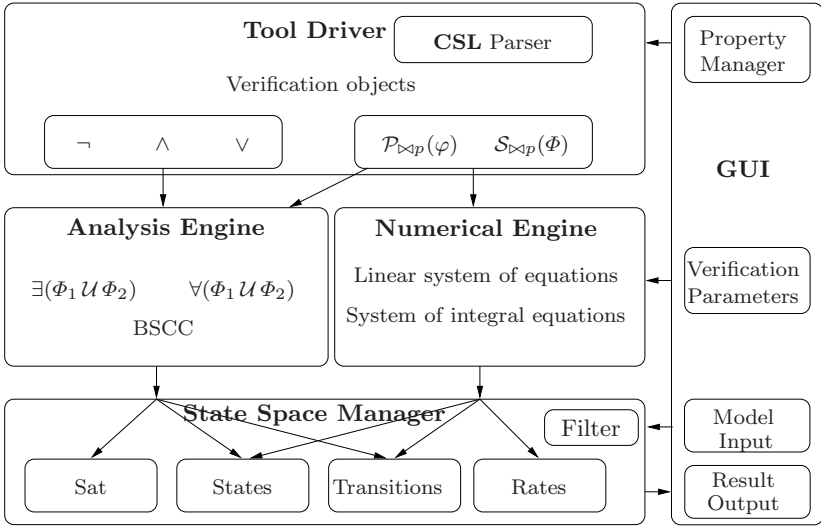 Tool Driver
CSL Parser
Verification objects
¬ ∧ ∨
𝒫⋈p(φ) 𝒮⋈p(Φ)
Property
Manager
GUI
Analysis Engine
∃(Φ1 𝒰 Φ2) ∀(Φ1 𝒰 Φ2)
BSCC
Numerical Engine
Linear system of equations
System of integral equations
Verification
Parameters
State Space Manager
Filter
Sat
States
Transitions
Rates
Model
Input
Result
Output